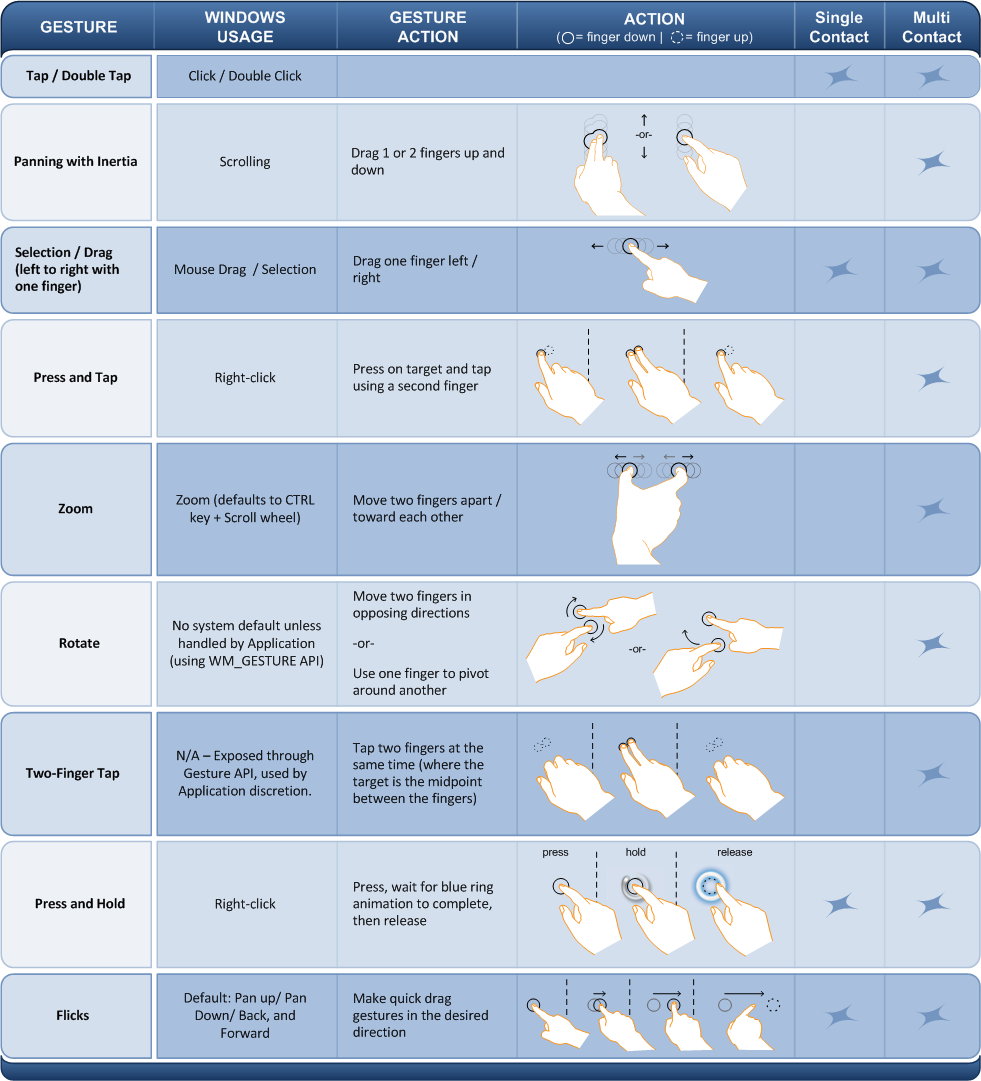 GESTURE
WINDOWS
USAGE
GESTURE
ACTION
ACTION
(○= finger down | ◌= finger up)
Single
Contact
Multi
Contact
Tap / Double Tap
Click / Double Click
Panning with Inertia
Scrolling
Drag 1 or 2 fingers up and
down
-or-
Selection / Drag
(left to right with
one finger)
Mouse Drag / Selection
Drag one finger left /
right
Press and Tap
Right-click
Press on target and tap
using a second finger
Zoom
Zoom (defaults to CTRL
key + Scroll wheel)
Move two fingers apart /
toward each other
Rotate
No system default unless
handled by Application
(using WM_GESTURE API)
Move two fingers in
opposing directions
-or-
Use one finger to pivot
around another
-or-
Two-Finger Tap
N/A – Exposed through
Gesture API, used by
Application discretion.
Tap two fingers at the
same time (where the
target is the midpoint
between the fingers)
Press and Hold
Right-click
Press, wait for blue ring
animation to complete,
then release
press
hold
release
Flicks
Default: Pan up/ Pan
Down/ Back, and
Forward
Make quick drag
gestures in the desired
direction